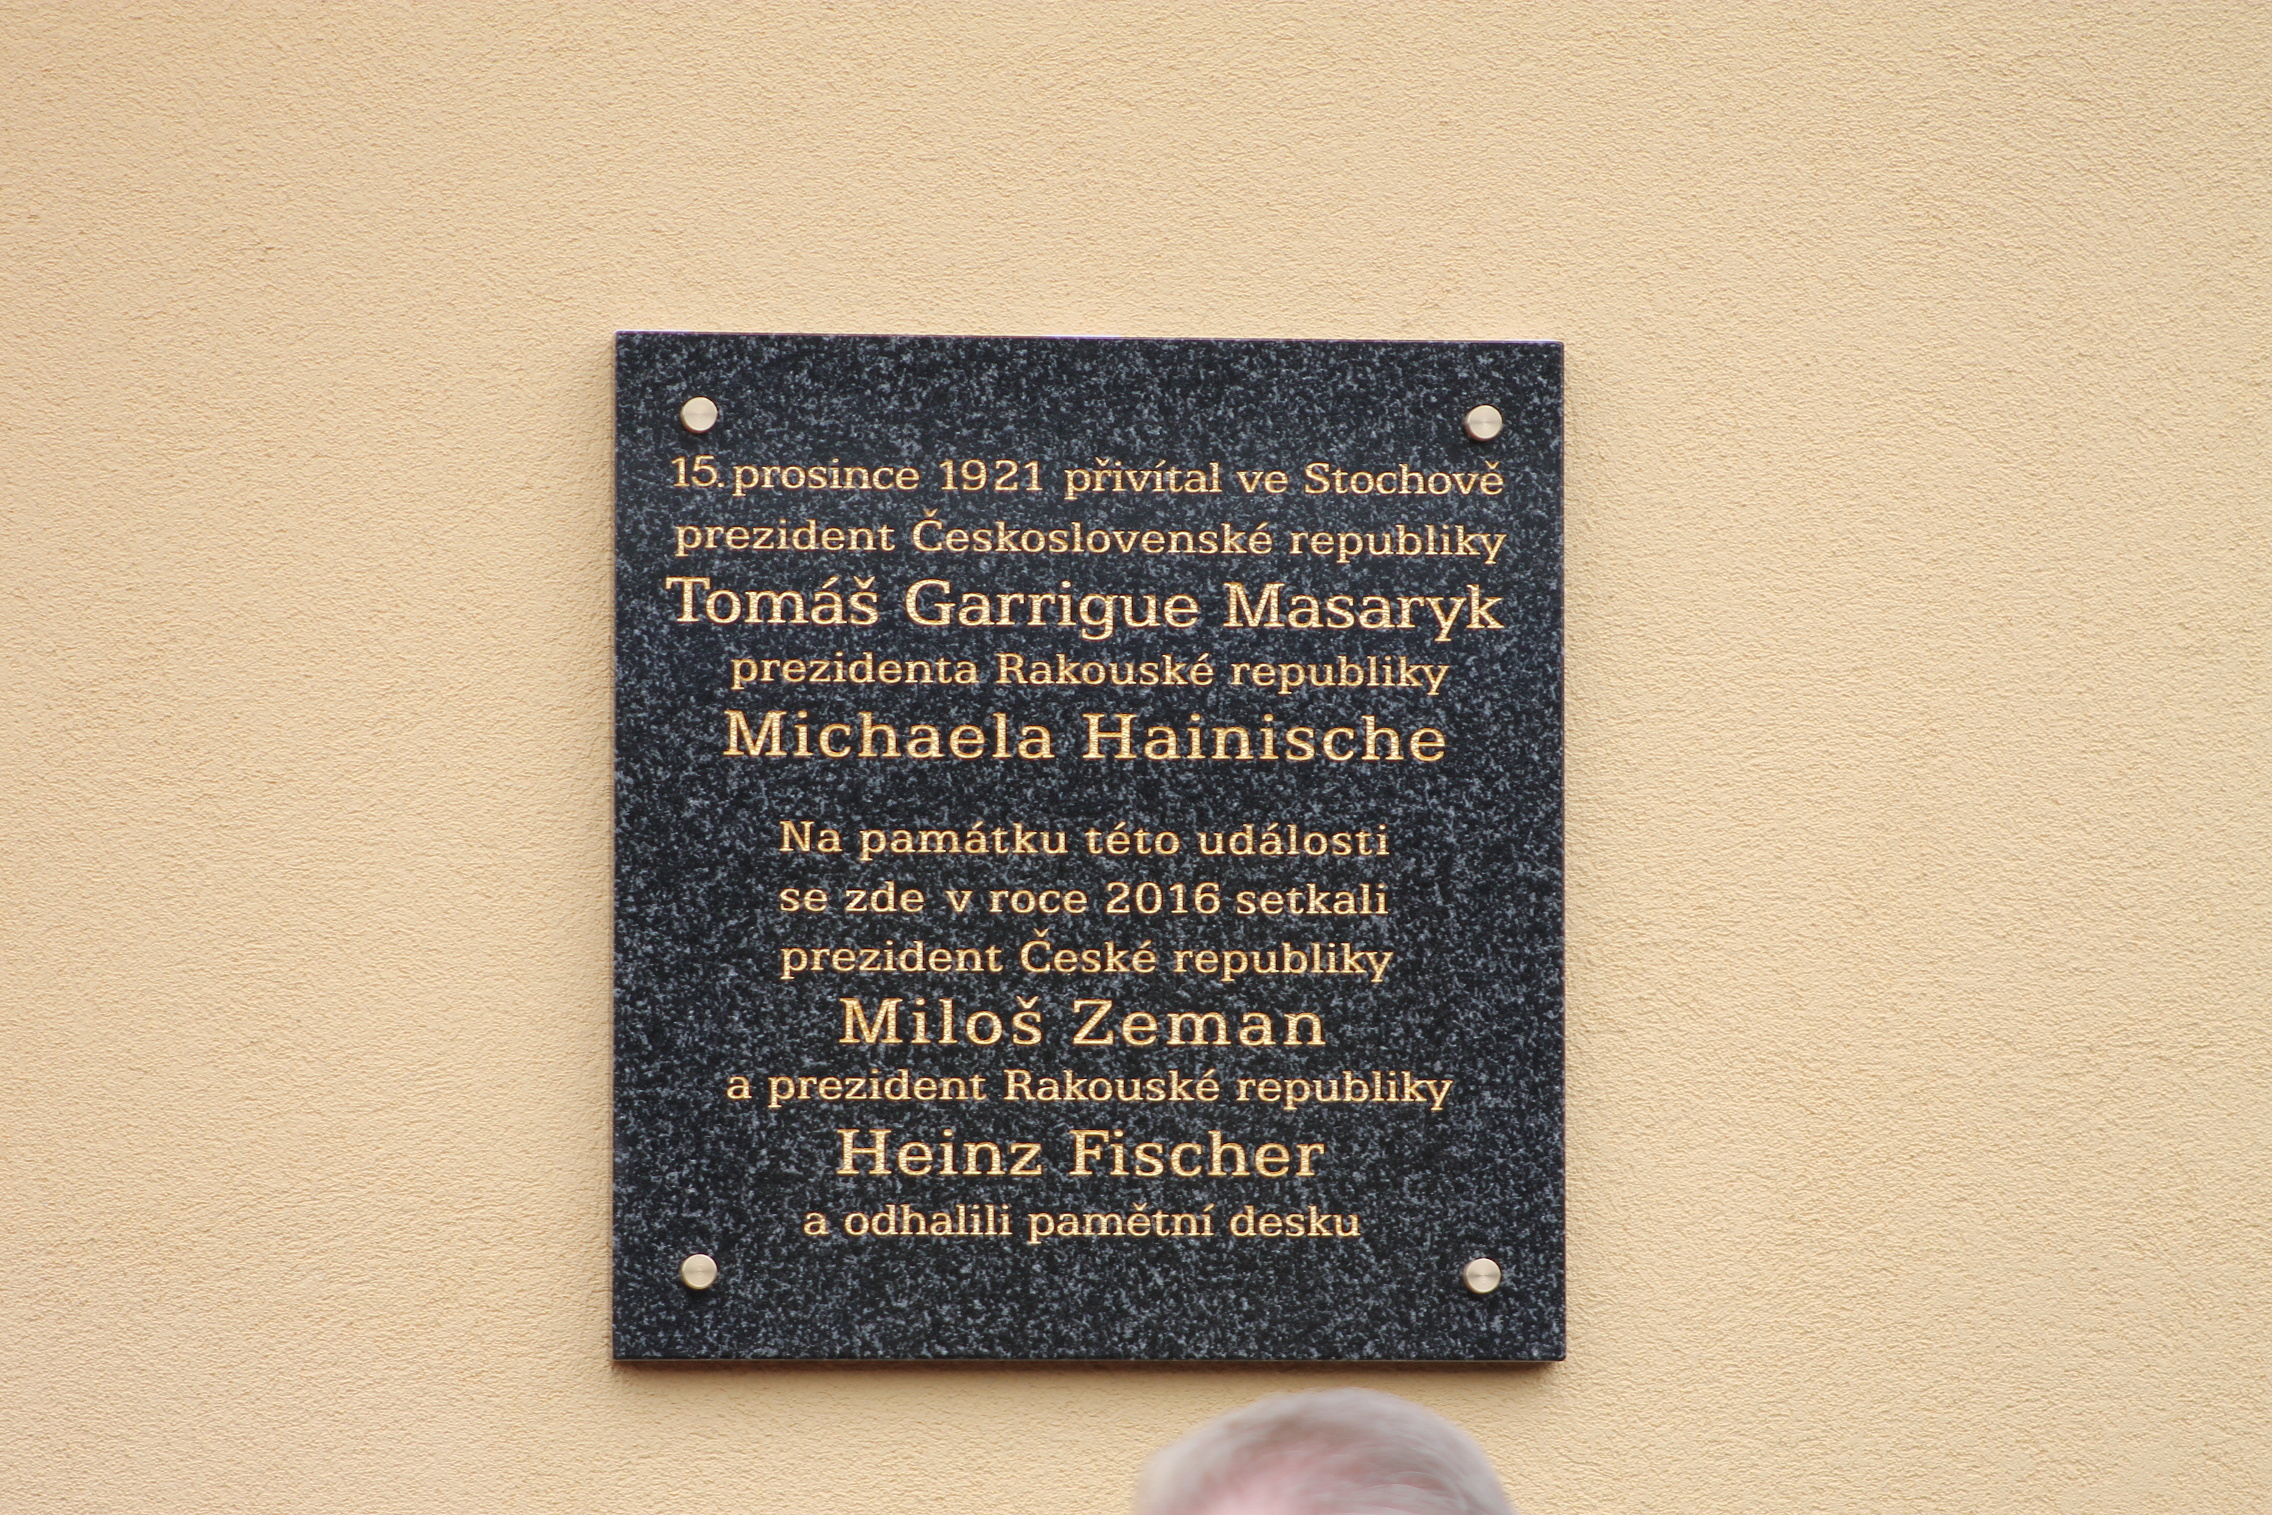 15. prosince 1921 přivítal ve Stochově
prezident Československé republiky
Tomáš Garrigue Masaryk
prezidenta Rakouské republiky
Michaela Hainische
Na památku této události
se zde v roce 2016 setkali
prezident České republiky
Miloš Zeman
a prezident Rakouské republiky
Heinz Fischer
a odhalili pamětní desku